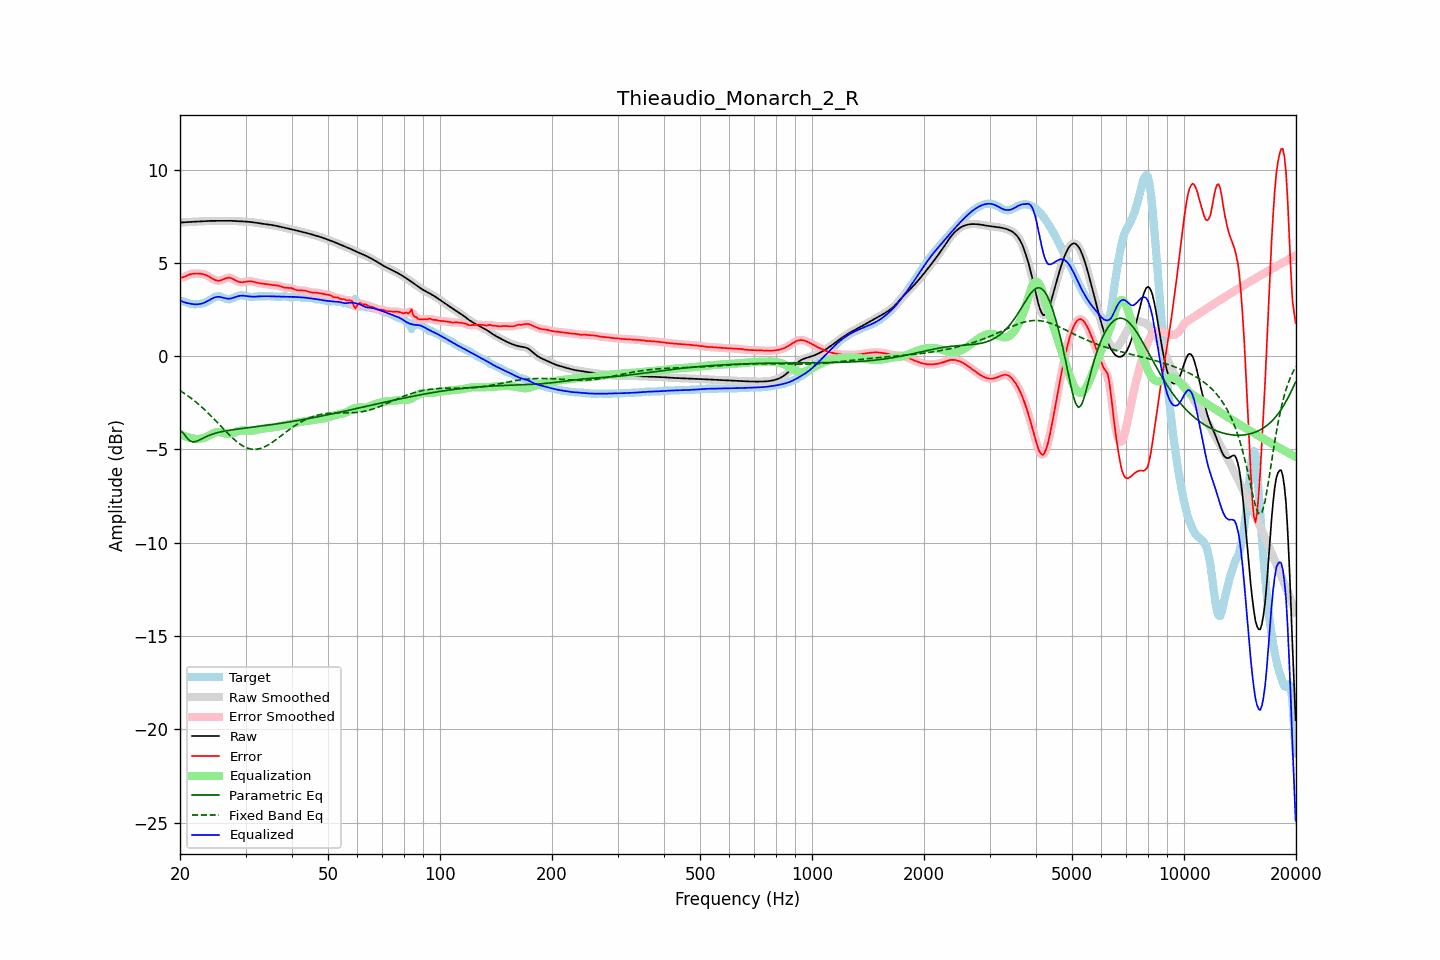 Thieaudio_Monarch_2_R
10
5
0
−5
−10
−15
−20
−25
Amplitude (dBr)
Target
Raw Smoothed
Error Smoothed
Raw
Error
Equalization
Parametric Eq
Fixed Band Eq
Equalized
20 50 100 200 500 1000 2000 5000 10000 20000
Frequency (Hz)